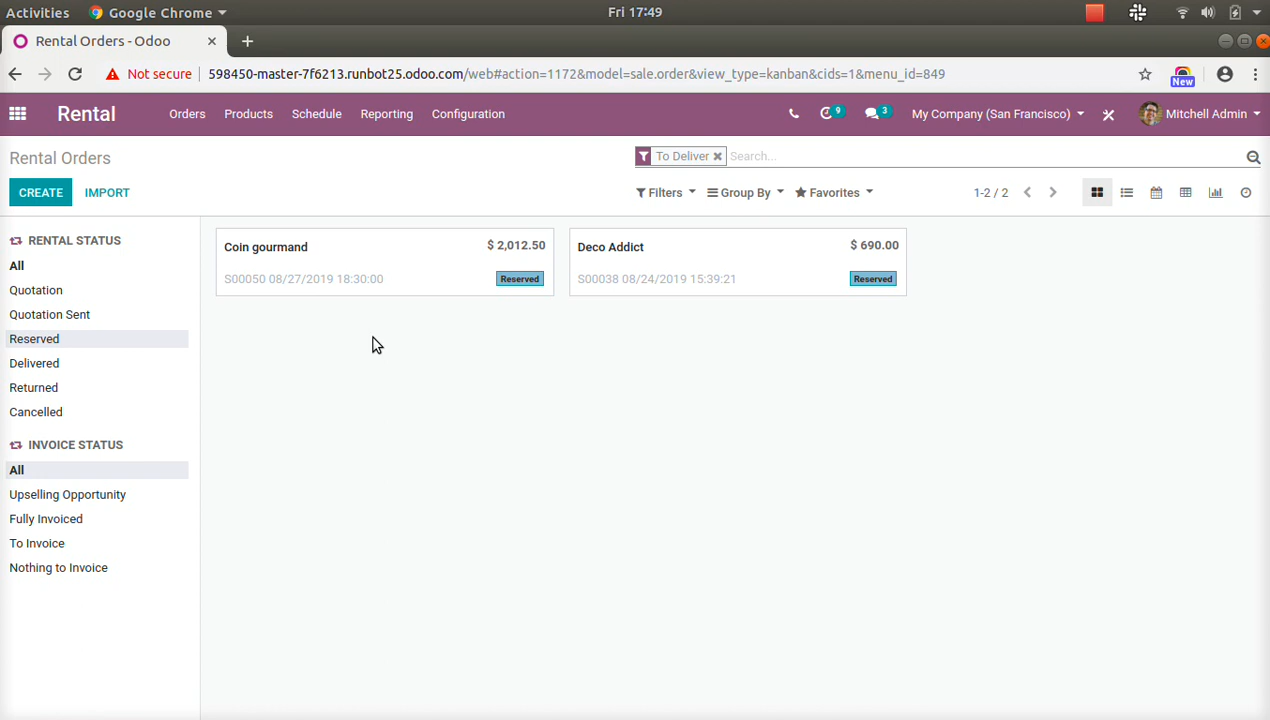 Activities Google Chrome Fri 17:49
Rental Orders - Odoo
Not secure 598450-master-7f6213.runbot25.odoo.com/web#action=1172&model=sale.order&view_type=kanban&cids=1&menu_id=849 New
Rental Orders Products Schedule Reporting Configuration 9 3 My Company (San Francisco) Mitchell Admin
Rental Orders To Deliver Search...
CREATE IMPORT Filters Group By Favorites 1-2 / 2
RENTAL STATUS
All
Quotation
Quotation Sent
Reserved
Delivered
Returned
Cancelled
INVOICE STATUS
All
Upselling Opportunity
Fully Invoiced
To Invoice
Nothing to Invoice
Coin gourmand $ 2,012.50
S00050 08/27/2019 18:30:00 Reserved
Deco Addict $ 690.00
S00038 08/24/2019 15:39:21 Reserved